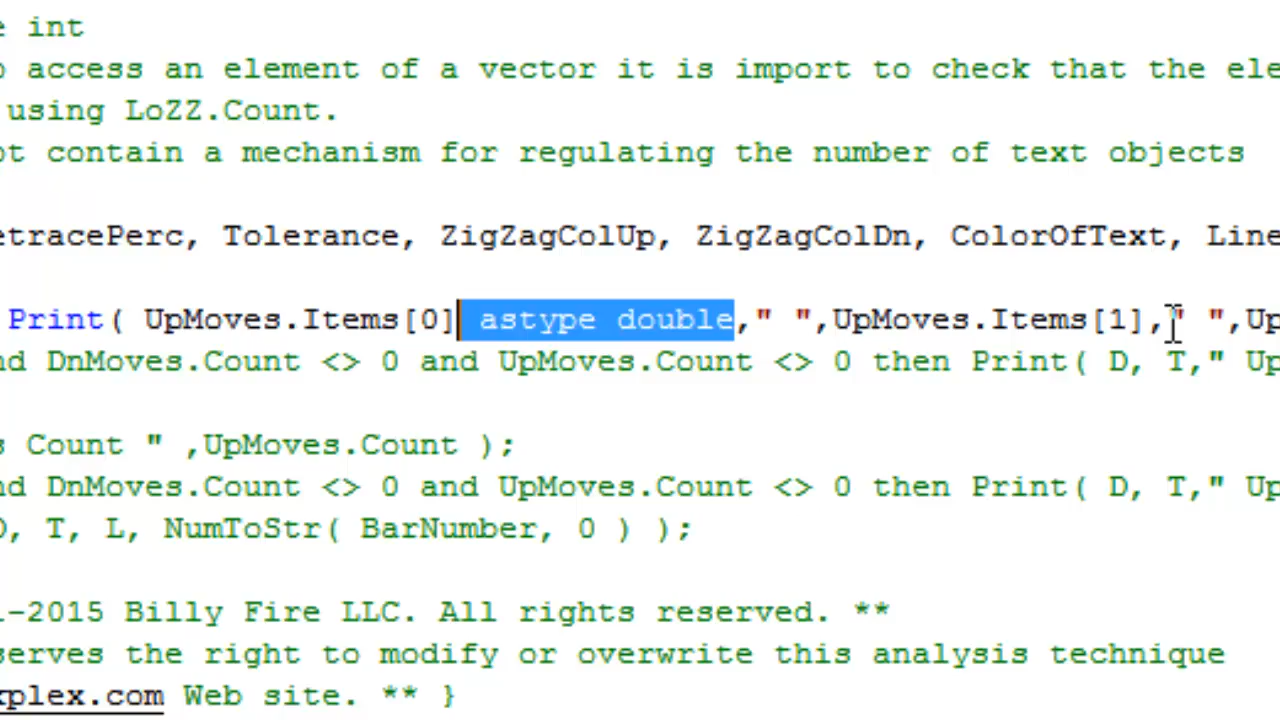 e int
o access an element of a vector it is import to check that the ele
using LoZZ.Count.
ot contain a mechanism for regulating the number of text objects
etracePerc, Tolerance, ZigZagColUp, ZigZagColDn, ColorOfText, Line
Print( UpMoves.Items[0] astype double," ",UpMoves.Items[1]," ",Up
nd DnMoves.Count <> 0 and UpMoves.Count <> 0 then Print( D, T," Up
s Count " ,UpMoves.Count );
nd DnMoves.Count <> 0 and UpMoves.Count <> 0 then Print( D, T," Up
D, T, L, NumToStr( BarNumber, 0 ) );
1-2015 Billy Fire LLC. All rights reserved. **
serves the right to modify or overwrite this analysis technique
xplex.com Web site. ** }